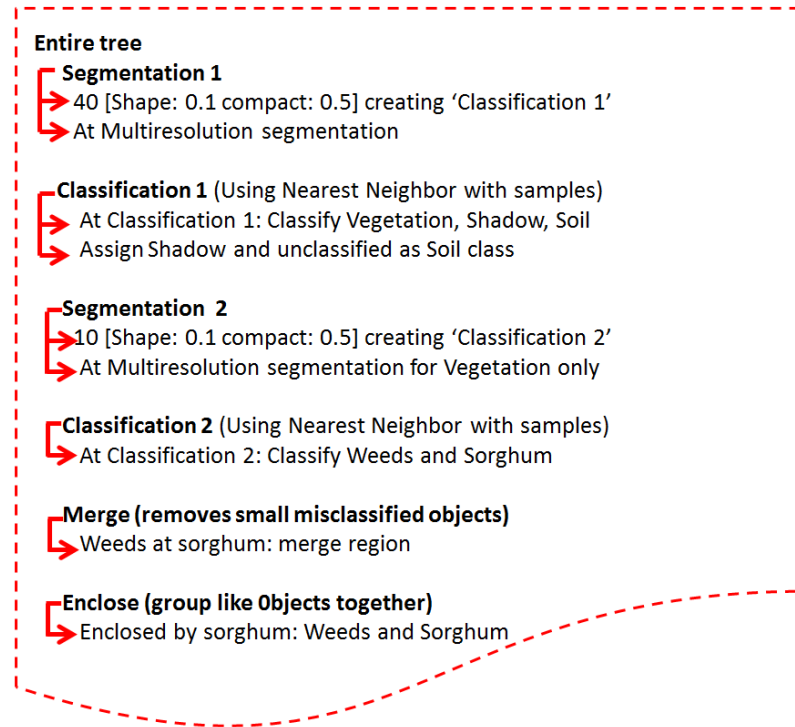 Entire tree
Segmentation 1
40 [Shape: 0.1 compact: 0.5] creating ‘Classification 1’
At Multiresolution segmentation
Classification 1 (Using Nearest Neighbor with samples)
At Classification 1: Classify Vegetation, Shadow, Soil
Assign Shadow and unclassified as Soil class
Segmentation 2
10 [Shape: 0.1 compact: 0.5] creating ‘Classification 2’
At Multiresolution segmentation for Vegetation only
Classification 2 (Using Nearest Neighbor with samples)
At Classification 2: Classify Weeds and Sorghum
Merge (removes small misclassified objects)
Weeds at sorghum: merge region
Enclose (group like 0bjects together)
Enclosed by sorghum: Weeds and Sorghum